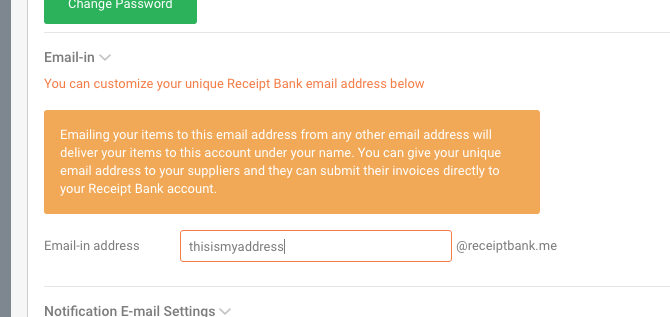 Change Password
Email-in
You can customize your unique Receipt Bank email address below
Emailing your items to this email address from any other email address will
deliver your items to this account under your name. You can give your unique
email address to your suppliers and they can submit their invoices directly to
your Receipt Bank account.
Email-in address thisismyaddress @receiptbank.me
Notification E-mail Settings